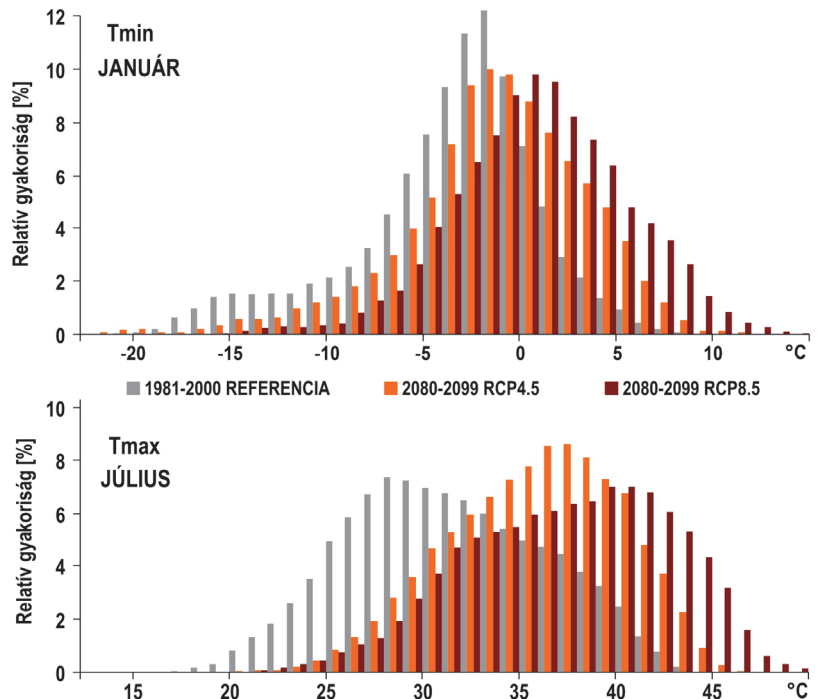 12
10
8
6
4
2
0
Relatív gyakoriság [%]
Tmin
JANUÁR
-20 -15 -10 -5 0 5 10 °C
1981-2000 REFERENCIA 2080-2099 RCP4.5 2080-2099 RCP8.5
10
8
6
4
2
0
Relatív gyakoriság [%]
Tmax
JÚLIUS
15 20 25 30 35 40 45 °C